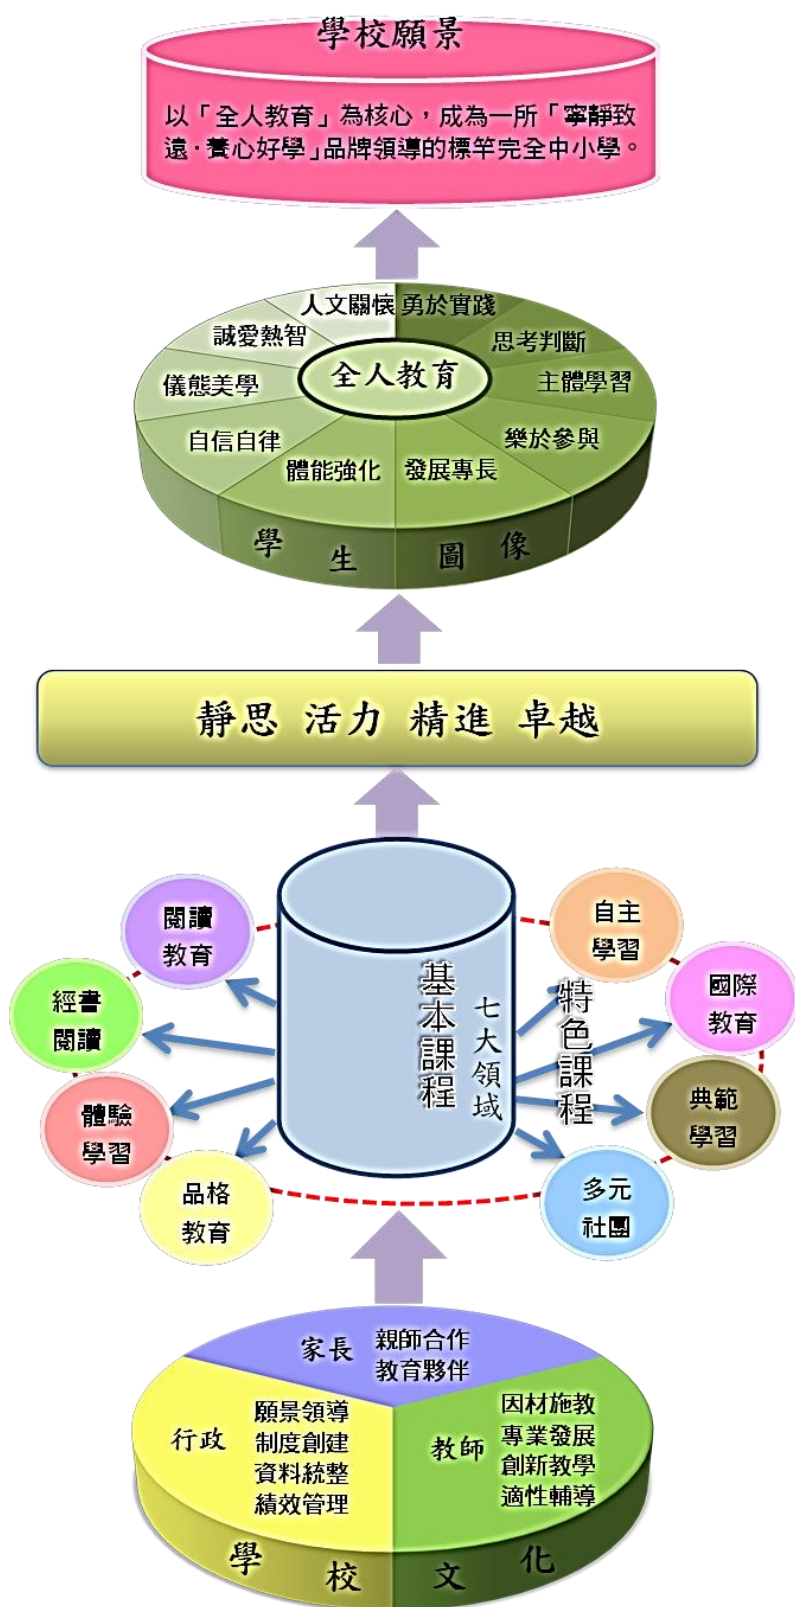 學校願景
以「全人教育」為核心，成為一所「寧靜致
遠·養心好學」品牌領導的標竿完全中小學。
人文關懷
勇於實踐
誠愛熱智
思考判斷
儀態美學
全人教育
主體學習
自信自律
樂於參與
體能強化
發展專長
學生圖像
靜思 活力 精進 卓越
閱讀
教育
自主
學習
經書
閱讀
國際
教育
基本課程
七大領域
特色課程
體驗
學習
典範
學習
品格
教育
多元
社團
家長
親師合作
教育夥伴
行政
願景領導
制度創建
資料統整
績效管理
教師
因材施教
專業發展
創新教學
適性輔導
學校文化